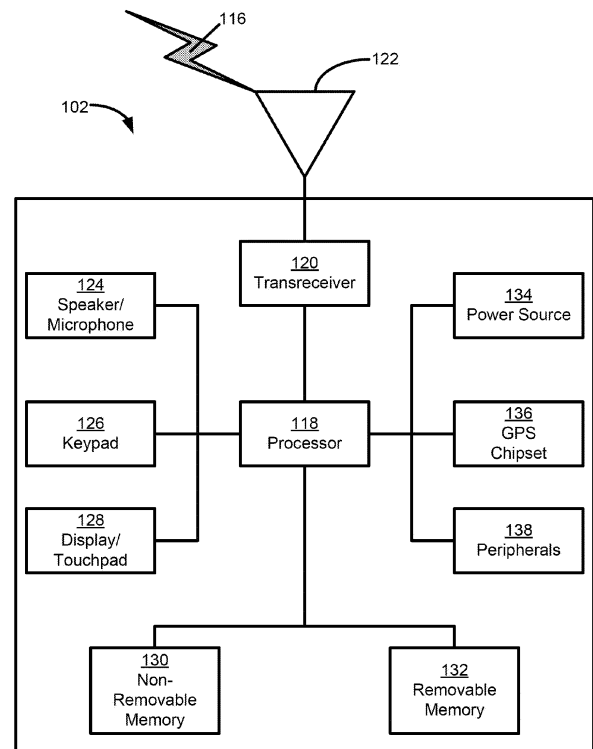 116
122
102
120
Transreceiver
124
Speaker/
Microphone
134
Power Source
126
Keypad
118
Processor
136
GPS
Chipset
128
Display/
Touchpad
138
Peripherals
130
Non-
Removable
Memory
132
Removable
Memory